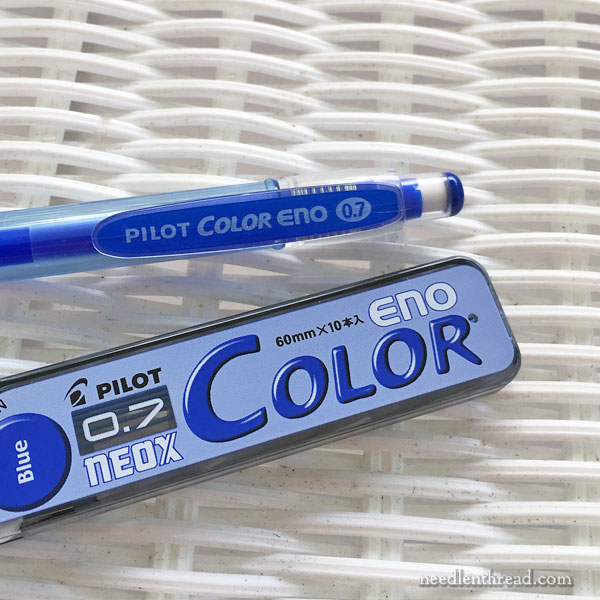 PILOT COLOR ENO 0.7
60mm×10本入 ENO
PILOT COLOR
0.7
NEOX
Blue
needlenthread.com